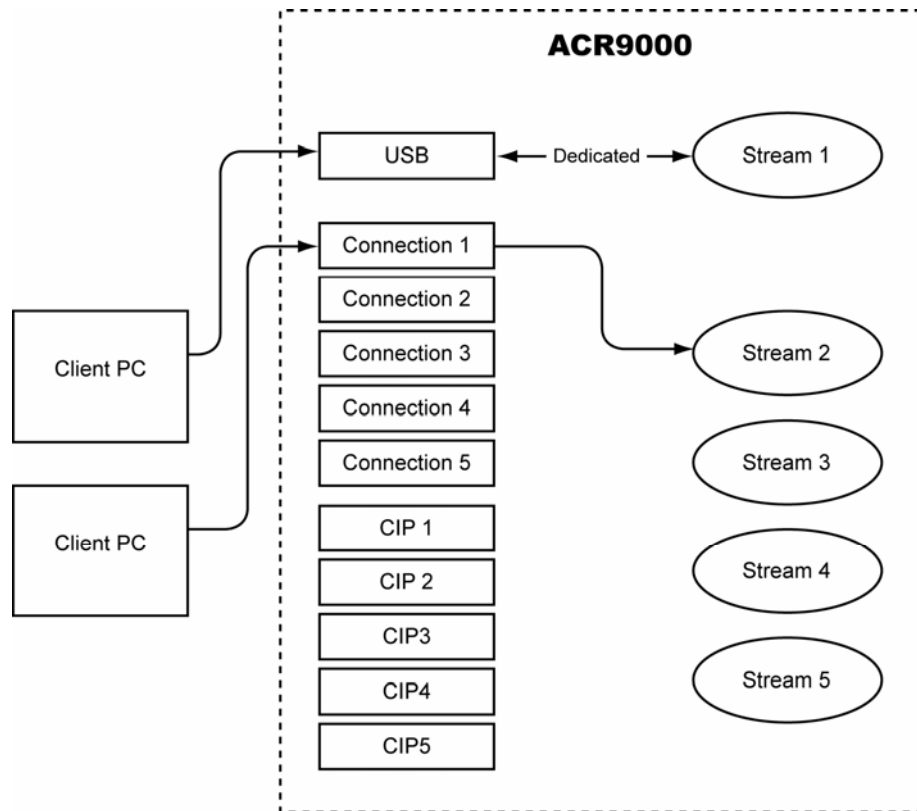 ACR9000
USB
Dedicated
Stream 1
Connection 1
Connection 2
Connection 3
Connection 4
Connection 5
Client PC
Client PC
Stream 2
Stream 3
Stream 4
Stream 5
CIP 1
CIP 2
CIP3
CIP4
CIP5